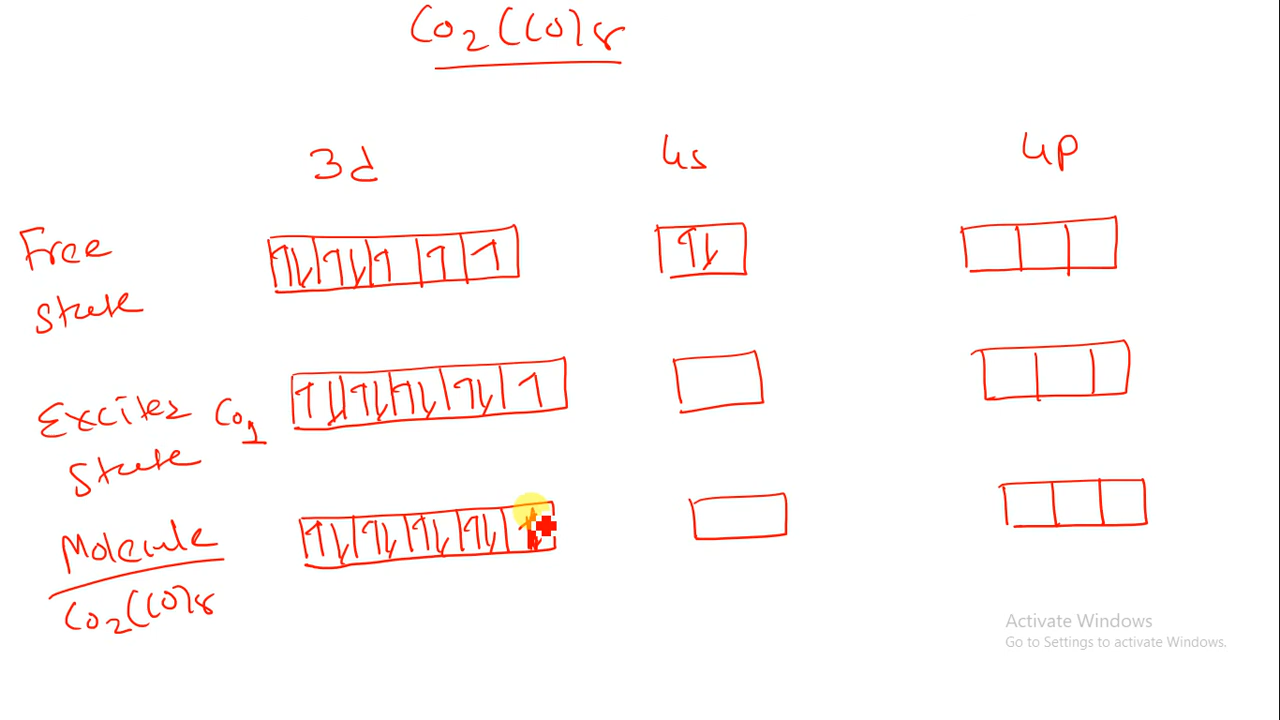 Co2(CO)8
3d 4s 4p
Free
State
Excited Co1
State
Molecule
Co2(CO)8
Activate Windows
Go to Settings to activate Windows.